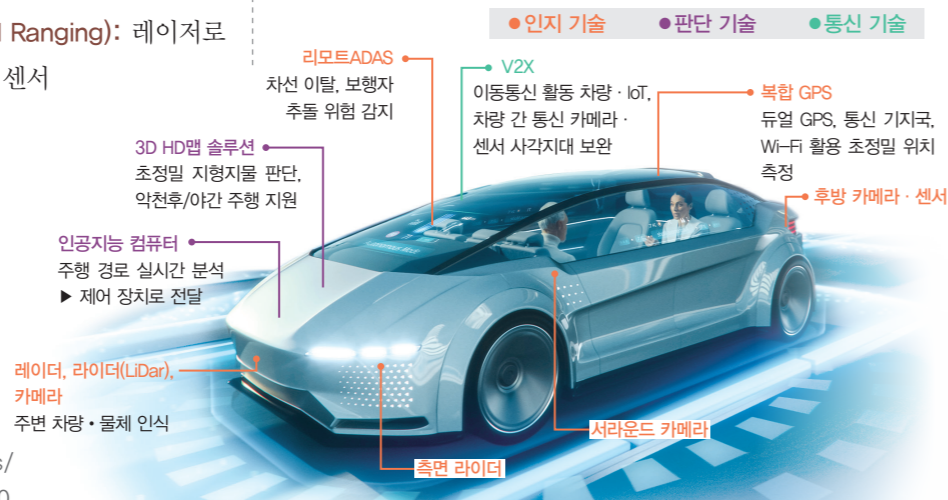 Ranging): 레이저로
센서
●인지 기술 ●판단 기술 ●통신 기술
리모트ADAS
차선 이탈, 보행자
추돌 위험 감지
V2X
이동통신 활동 차량 · IoT,
차량 간 통신 카메라 ·
센서 사각지대 보완
복합 GPS
듀얼 GPS, 통신 기지국,
Wi-Fi 활용 초정밀 위치
측정
3D HD맵 솔루션
초정밀 지형지물 판단,
악천후/야간 주행 지원
후방 카메라 · 센서
인공지능 컴퓨터
주행 경로 실시간 분석
▶ 제어 장치로 전달
레이더, 라이더(LiDar),
카메라
주변 차량 • 물체 인식
서라운드 카메라
측면 라이더